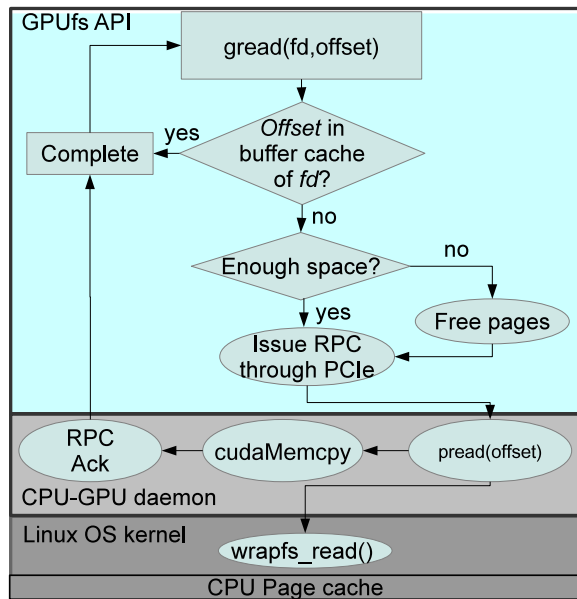 GPUfs API
gread(fd,offset)
yes
Complete
Offset in
buffer cache
of fd?
no
Enough space?
no
yes
Free pages
Issue RPC
through PCIe
RPC
Ack
cudaMemcpy
pread(offset)
CPU-GPU daemon
Linux OS kernel
wrapfs_read()
CPU Page cache